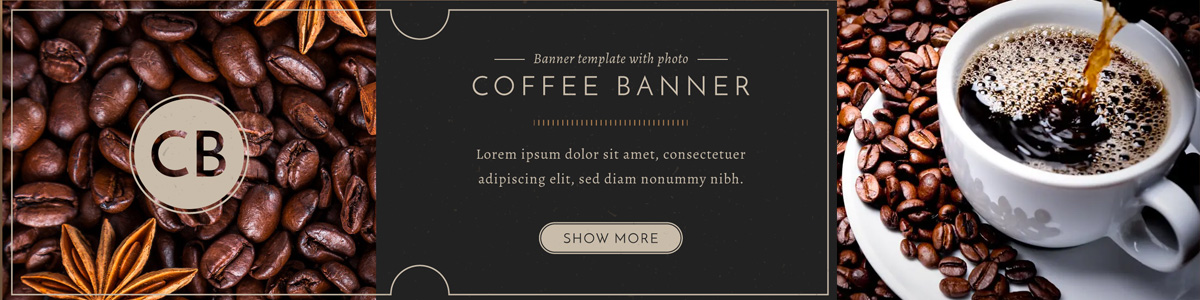 CB
Banner template with photo
COFFEE BANNER
Lorem ipsum dolor sit amet, consectetuer
adipiscing elit, sed diam nonummy nibh.
SHOW MORE